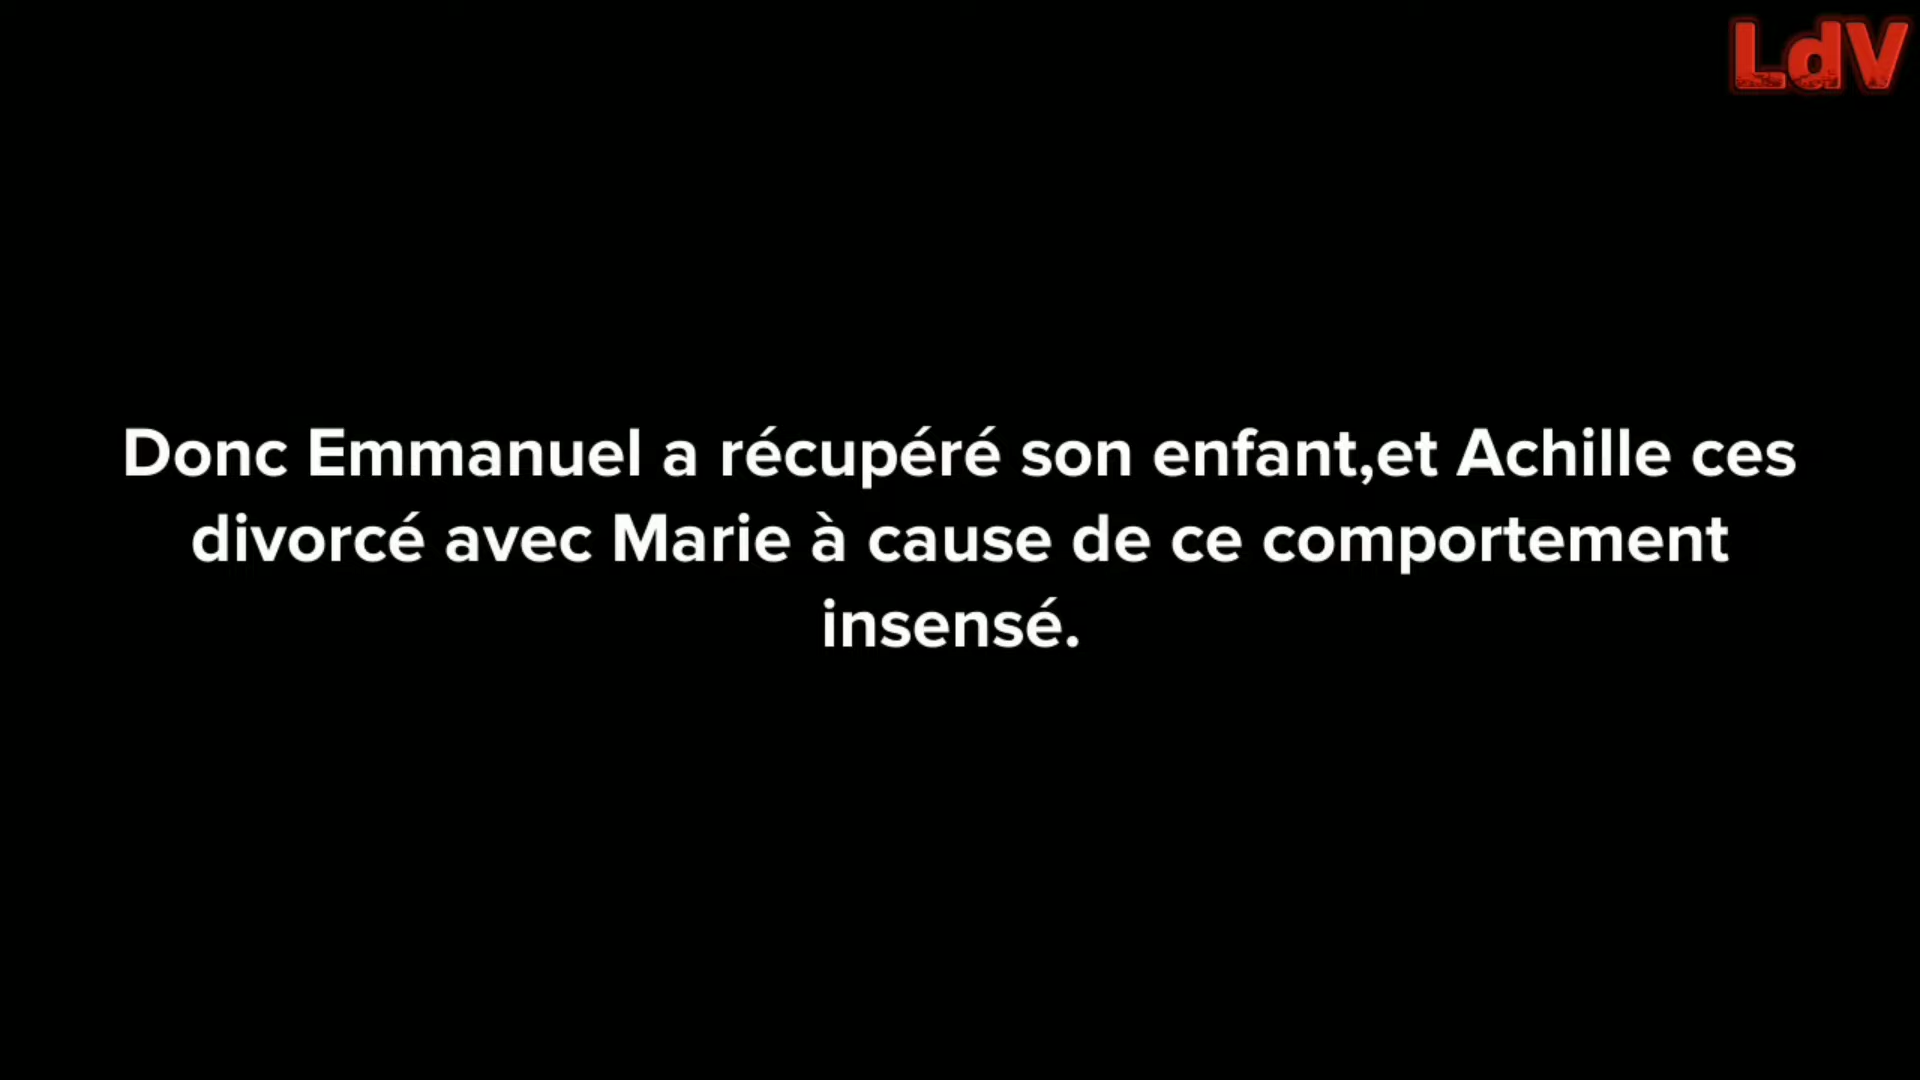 LdV
Donc Emmanuel a récupéré son enfant,et Achille ces
divorcé avec Marie à cause de ce comportement
insensé.